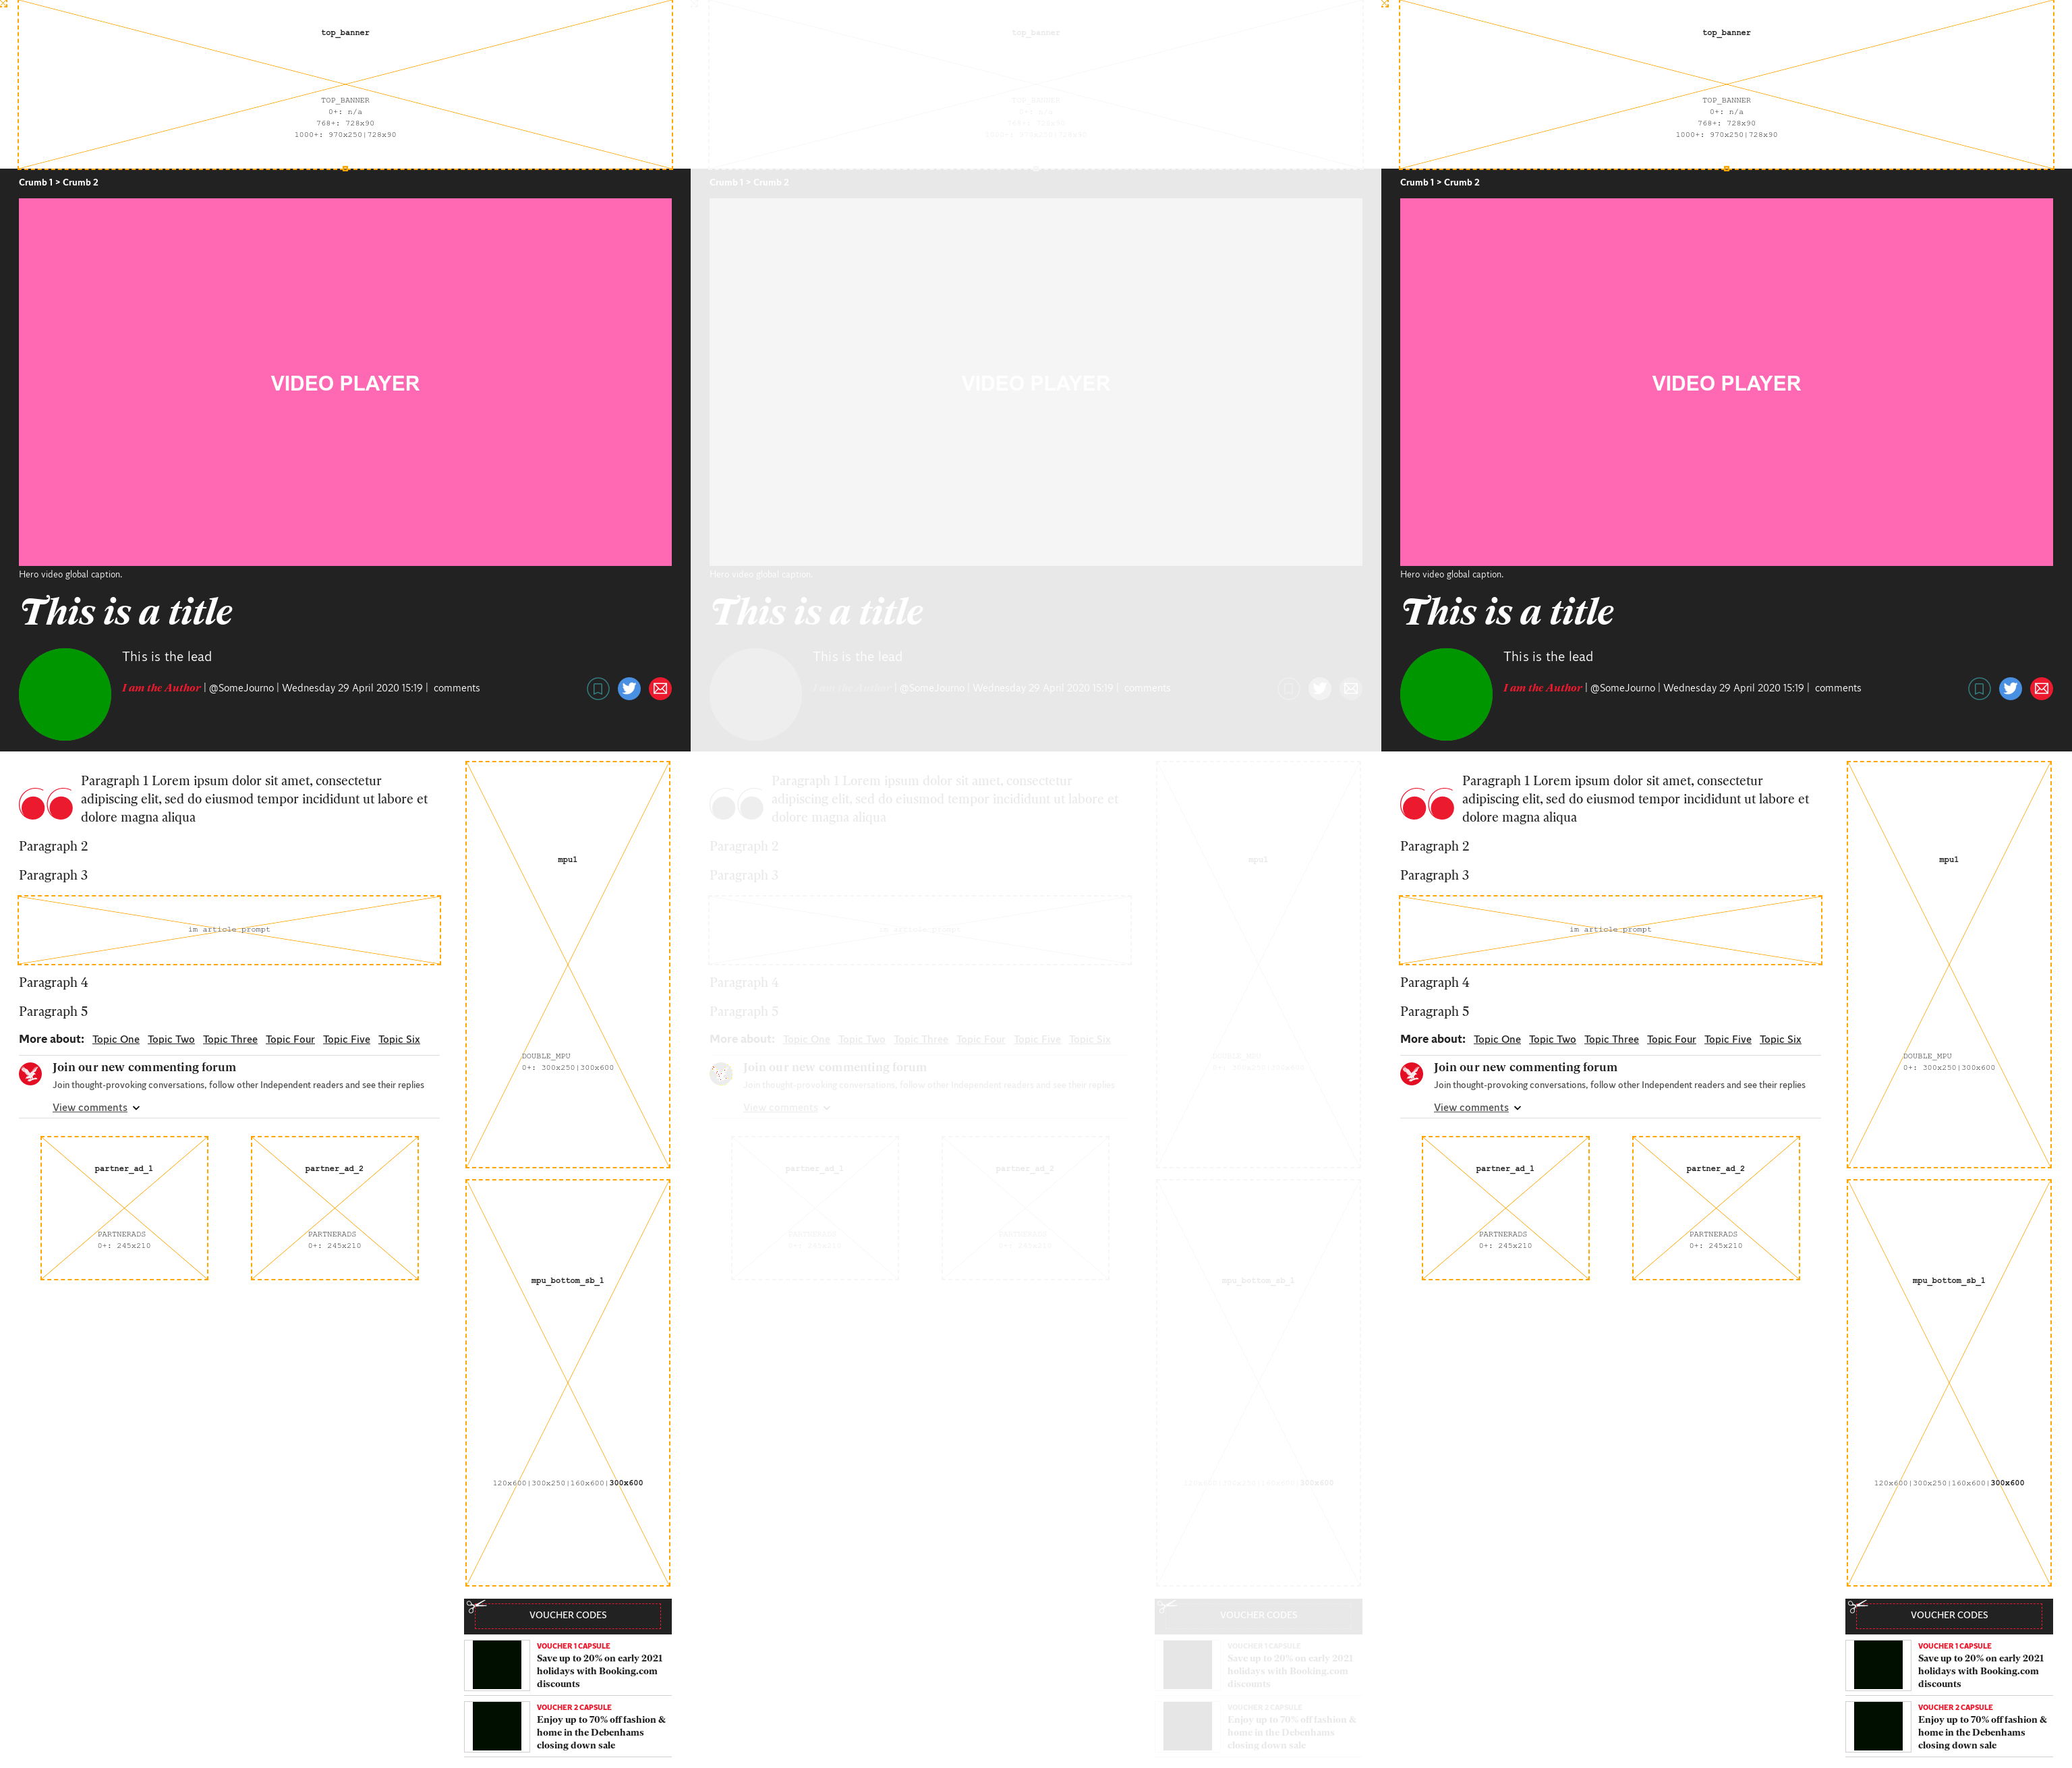 top_banner
TOP_BANNER
0+: n/a
768+: 728x90
1000+: 970x250|728x90
Crumb 1 > Crumb 2
VIDEO PLAYER
Hero video global caption.
This is a title
This is the lead
I am the Author | @SomeJourno | Wednesday 29 April 2020 15:19 | comments
Paragraph 1 Lorem ipsum dolor sit amet, consectetur
adipiscing elit, sed do eiusmod tempor incididunt ut labore et
dolore magna aliqua
Paragraph 2
Paragraph 3
im article prompt
Paragraph 4
Paragraph 5
More about: Topic One Topic Two Topic Three Topic Four Topic Five Topic Six
Join our new commenting forum
Join thought-provoking conversations, follow other Independent readers and see their replies
View comments
partner_ad_1
PARTNERADS
0+: 245x210
partner_ad_2
PARTNERADS
0+: 245x210
mpu1
DOUBLE_MPU
0+: 300x250|300x600
mpu_bottom_sb_1
120x600|300x250|160x600|300x600
VOUCHER CODES
VOUCHER 1 CAPSULE
Save up to 20% on early 2021
holidays with Booking.com
discounts
VOUCHER 2 CAPSULE
Enjoy up to 70% off fashion &
home in the Debenhams
closing down sale
top_banner
TOP_BANNER
0+: n/a
768+: 728x90
1000+: 970x250|728x90
Crumb 1 > Crumb 2
VIDEO PLAYER
Hero video global caption.
This is a title
This is the lead
I am the Author | @SomeJourno | Wednesday 29 April 2020 15:19 | comments
Paragraph 1 Lorem ipsum dolor sit amet, consectetur
adipiscing elit, sed do eiusmod tempor incididunt ut labore et
dolore magna aliqua
Paragraph 2
Paragraph 3
im article prompt
Paragraph 4
Paragraph 5
More about: Topic One Topic Two Topic Three Topic Four Topic Five Topic Six
Join our new commenting forum
Join thought-provoking conversations, follow other Independent readers and see their replies
View comments
partner_ad_1
PARTNERADS
0+: 245x210
partner_ad_2
PARTNERADS
0+: 245x210
mpu1
DOUBLE_MPU
0+: 300x250|300x600
mpu_bottom_sb_1
120x600|300x250|160x600|300x600
VOUCHER CODES
VOUCHER 1 CAPSULE
Save up to 20% on early 2021
holidays with Booking.com
discounts
VOUCHER 2 CAPSULE
Enjoy up to 70% off fashion &
home in the Debenhams
closing down sale
top_banner
TOP_BANNER
0+: n/a
768+: 728x90
1000+: 970x250|728x90
Crumb 1 > Crumb 2
VIDEO PLAYER
Hero video global caption.
This is a title
This is the lead
I am the Author | @SomeJourno | Wednesday 29 April 2020 15:19 | comments
Paragraph 1 Lorem ipsum dolor sit amet, consectetur
adipiscing elit, sed do eiusmod tempor incididunt ut labore et
dolore magna aliqua
Paragraph 2
Paragraph 3
im article prompt
Paragraph 4
Paragraph 5
More about: Topic One Topic Two Topic Three Topic Four Topic Five Topic Six
Join our new commenting forum
Join thought-provoking conversations, follow other Independent readers and see their replies
View comments
partner_ad_1
PARTNERADS
0+: 245x210
partner_ad_2
PARTNERADS
0+: 245x210
mpu1
DOUBLE_MPU
0+: 300x250|300x600
mpu_bottom_sb_1
120x600|300x250|160x600|300x600
VOUCHER CODES
VOUCHER 1 CAPSULE
Save up to 20% on early 2021
holidays with Booking.com
discounts
VOUCHER 2 CAPSULE
Enjoy up to 70% off fashion &
home in the Debenhams
closing down sale